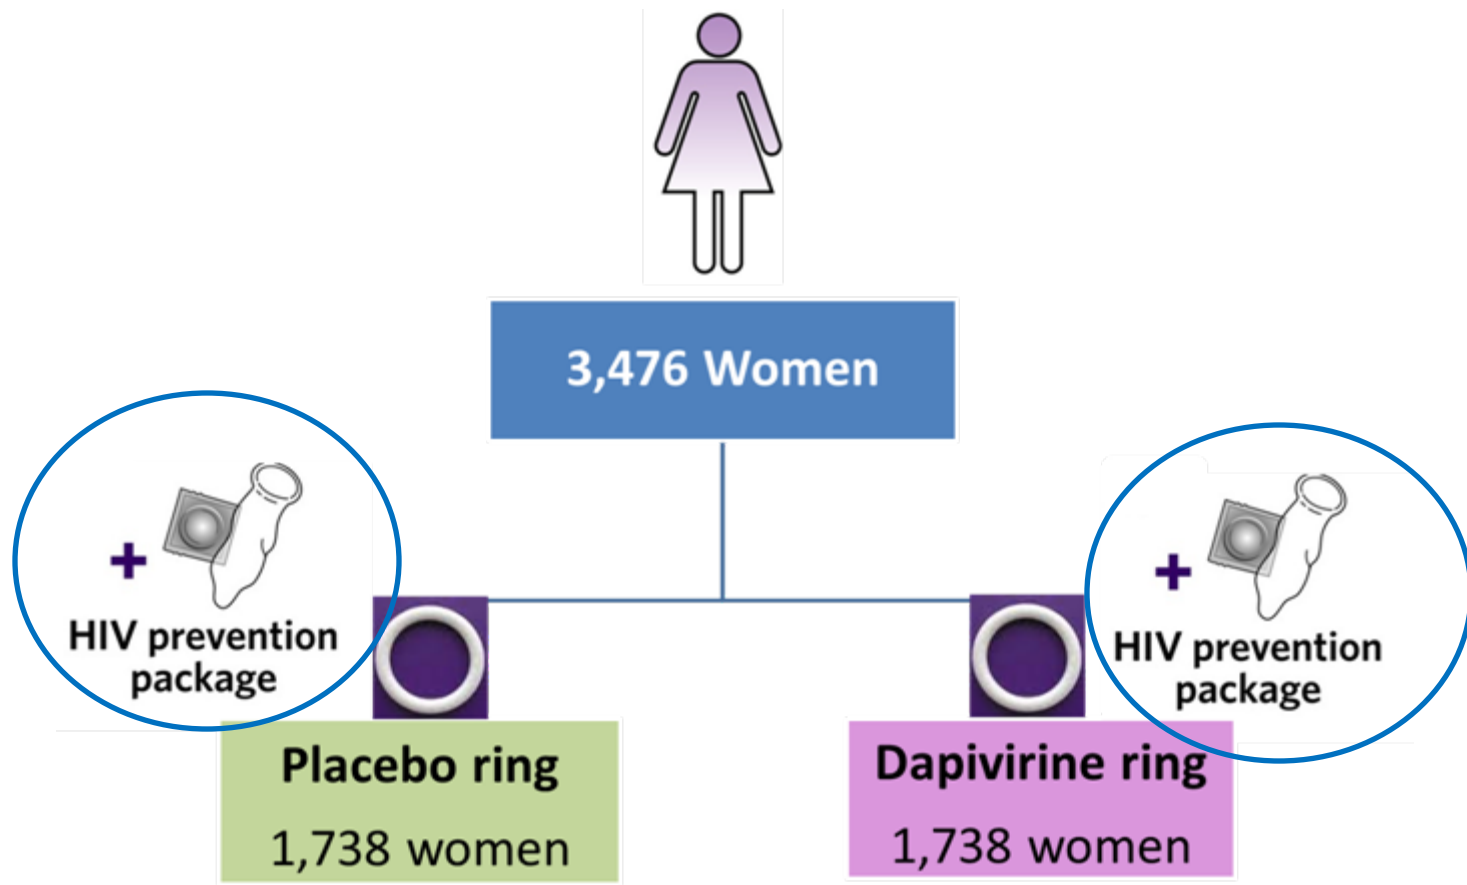 3,476 Women
+
HIV prevention
package
+
HIV prevention
package
Placebo ring
1,738 women
Dapivirine ring
1,738 women